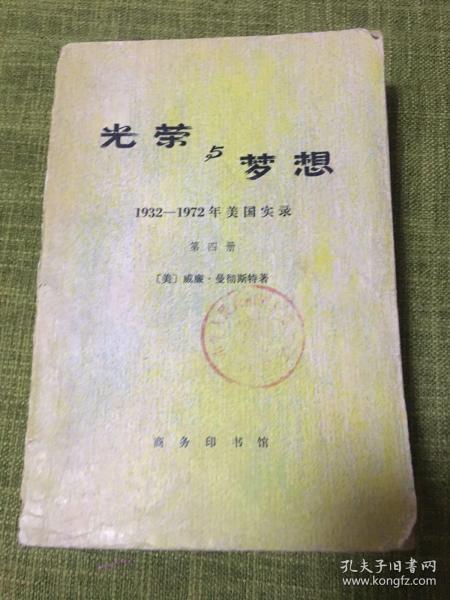 光荣与梦想
1932—1972年美国实录
第四册
〔美〕威廉·曼彻斯特著
商务印书馆
孔夫子旧书网
www.kongfz.com